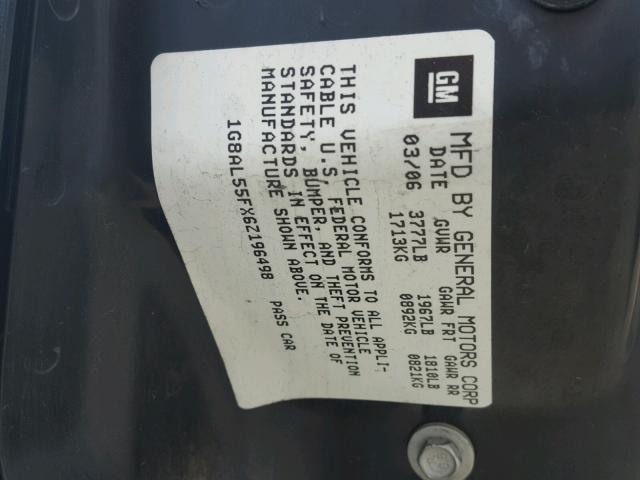 GM
MFD BY GENERAL MOTORS CORP
DATE GVWR GAWR FRT GAWR RR
03/06 3777LB 1967LB 1810LB
1713KG 0892KG 0821KG
THIS VEHICLE CONFORMS TO ALL APPLI-
CABLE U.S. FEDERAL MOTOR VEHICLE
SAFETY, BUMPER, AND THEFT PREVENTION
STANDARDS IN EFFECT ON THE DATE OF
MANUFACTURE SHOWN ABOVE.
1G8AL55FX6Z196498 PASS CAR